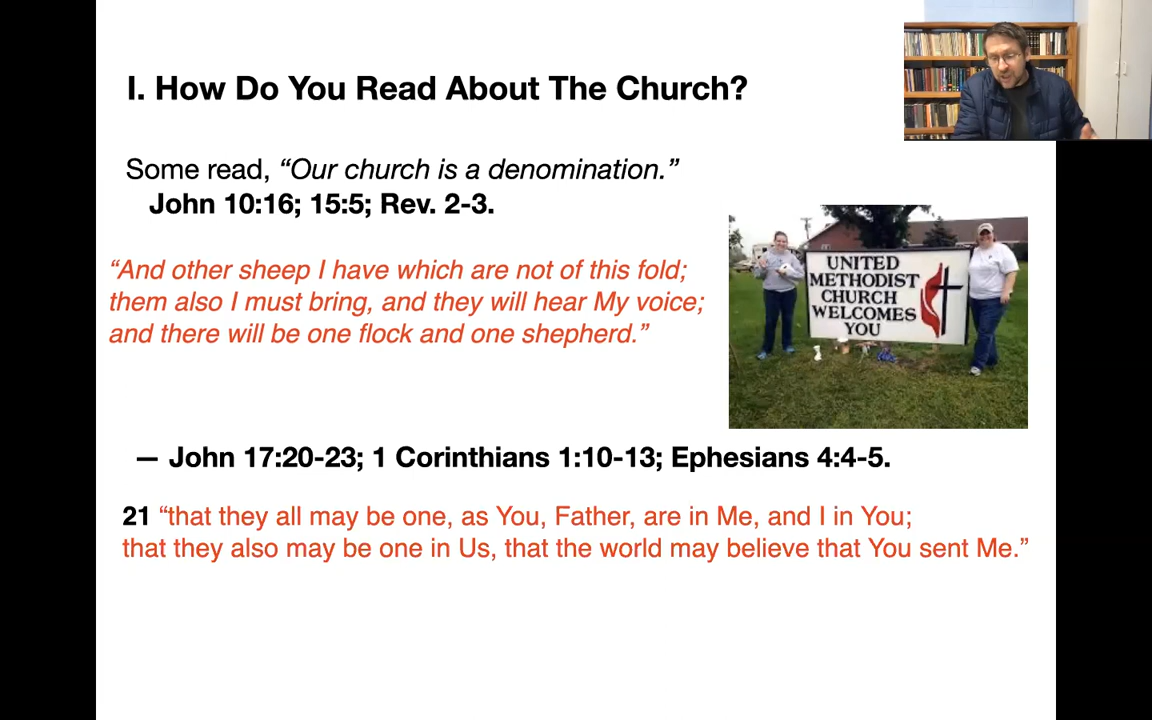 I. How Do You Read About The Church?
Some read, “Our church is a denomination.”
John 10:16; 15:5; Rev. 2-3.
“And other sheep I have which are not of this fold;
them also I must bring, and they will hear My voice;
and there will be one flock and one shepherd.”
UNITED
METHODIST
CHURCH
WELCOMES
YOU
— John 17:20-23; 1 Corinthians 1:10-13; Ephesians 4:4-5.
21 “that they all may be one, as You, Father, are in Me, and I in You;
that they also may be one in Us, that the world may believe that You sent Me.”